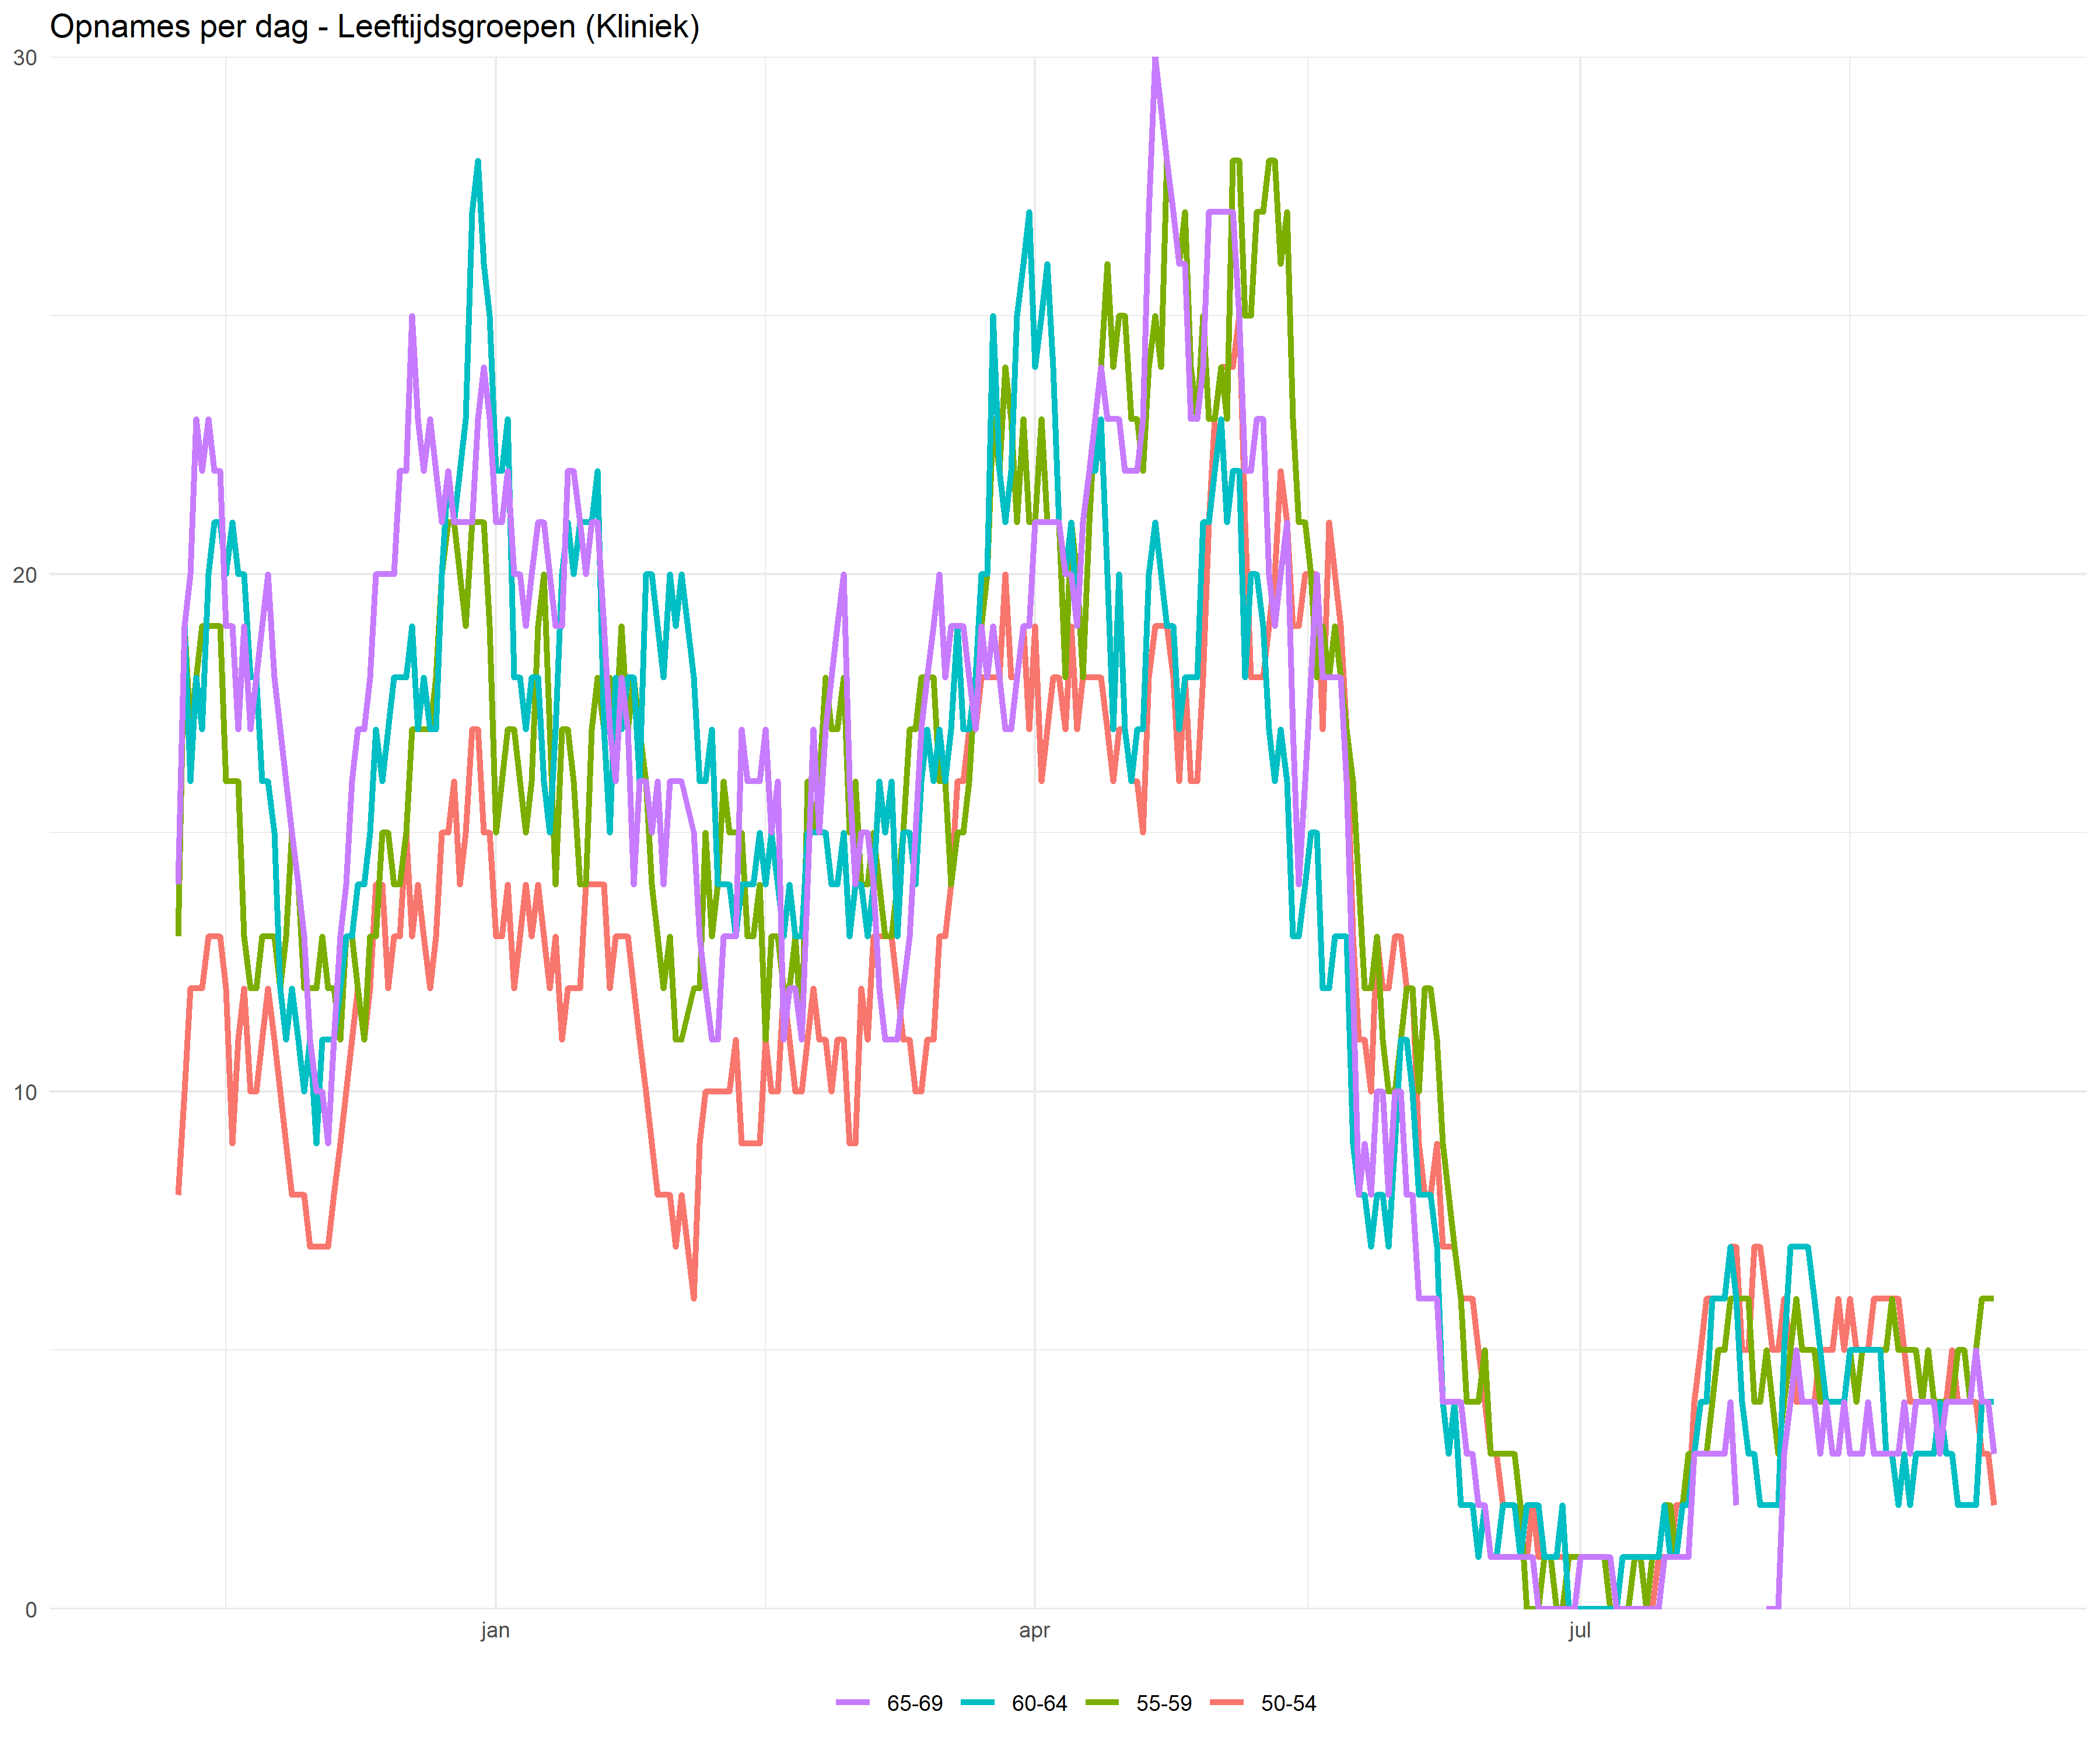 Opnames per dag - Leeftijdsgroepen (Kliniek)
30
20
10
0
jan apr jul
65-69 60-64 55-59 50-54